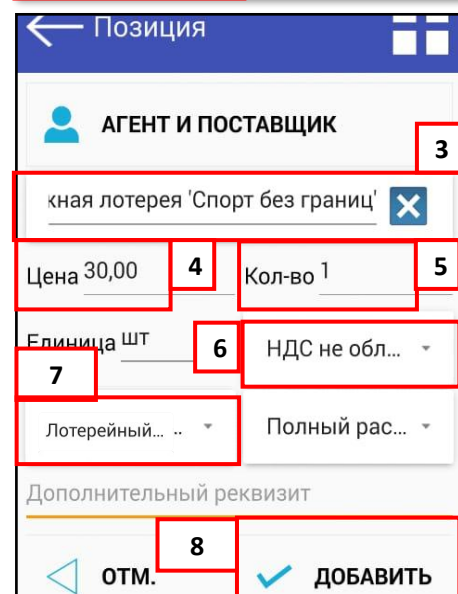 Позиция
АГЕНТ И ПОСТАВЩИК
3
кная лотерея 'Спорт без границ'
Цена 30,00 4 Кол-во 1 5
Единица шт 6 НДС не обл...
7
Лотерейный... .. Полный рас...
Дополнительный реквизит
8
ОТМ. ДОБАВИТЬ